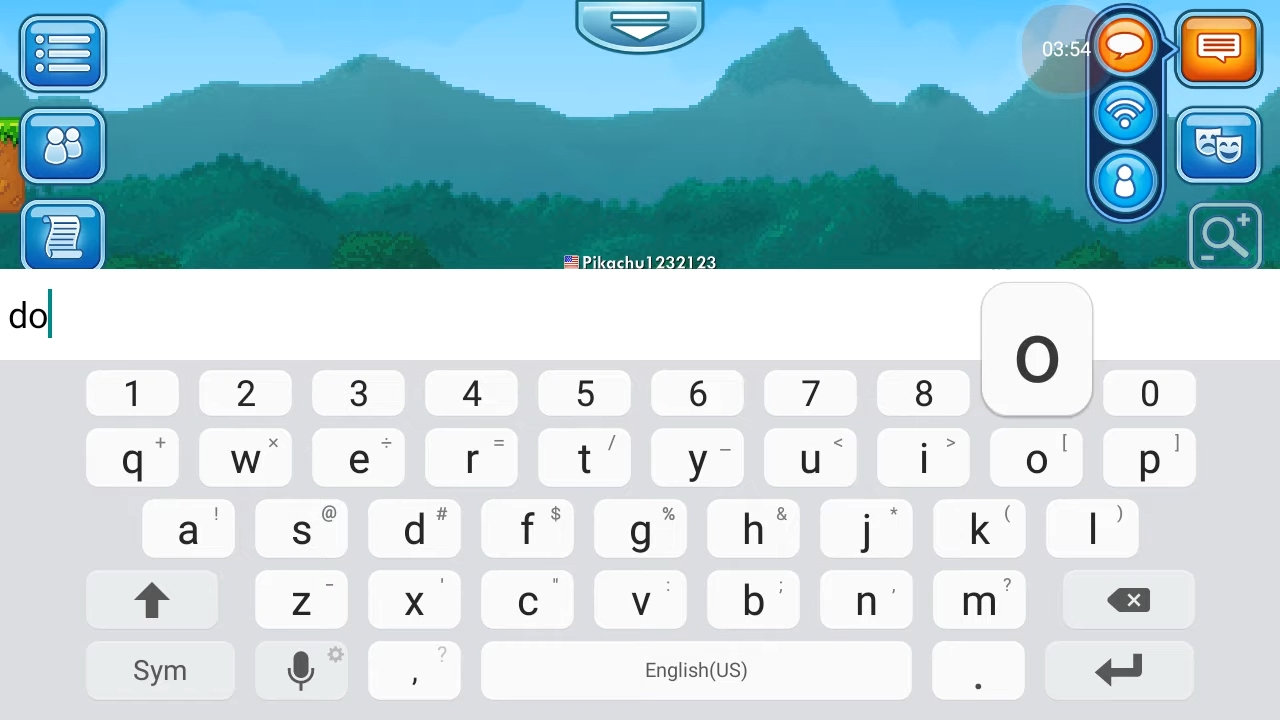 03:54
Pikachu1232123
do
o
1 2 3 4 5 6 7 8 0
q + w × e ÷ r = t / y _ u < i > o [ p ]
a ! s @ d # f $ g % h & j * k ( l )
z - x ' c " v : b ; n , m ?
Sym , ? English(US) .